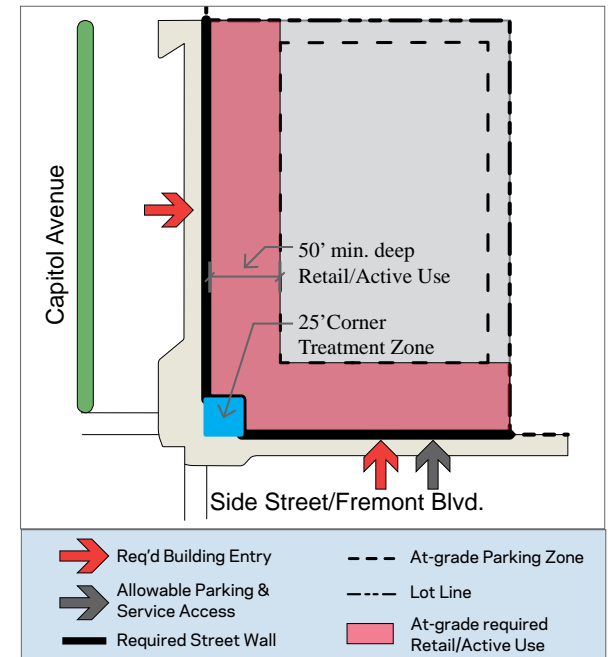 Capitol Avenue
50' min. deep
Retail/Active Use
25'Corner
Treatment Zone
Side Street/Fremont Blvd.
Req'd Building Entry
Allowable Parking &
Service Access
Required Street Wall
At-grade Parking Zone
Lot Line
At-grade required
Retail/Active Use